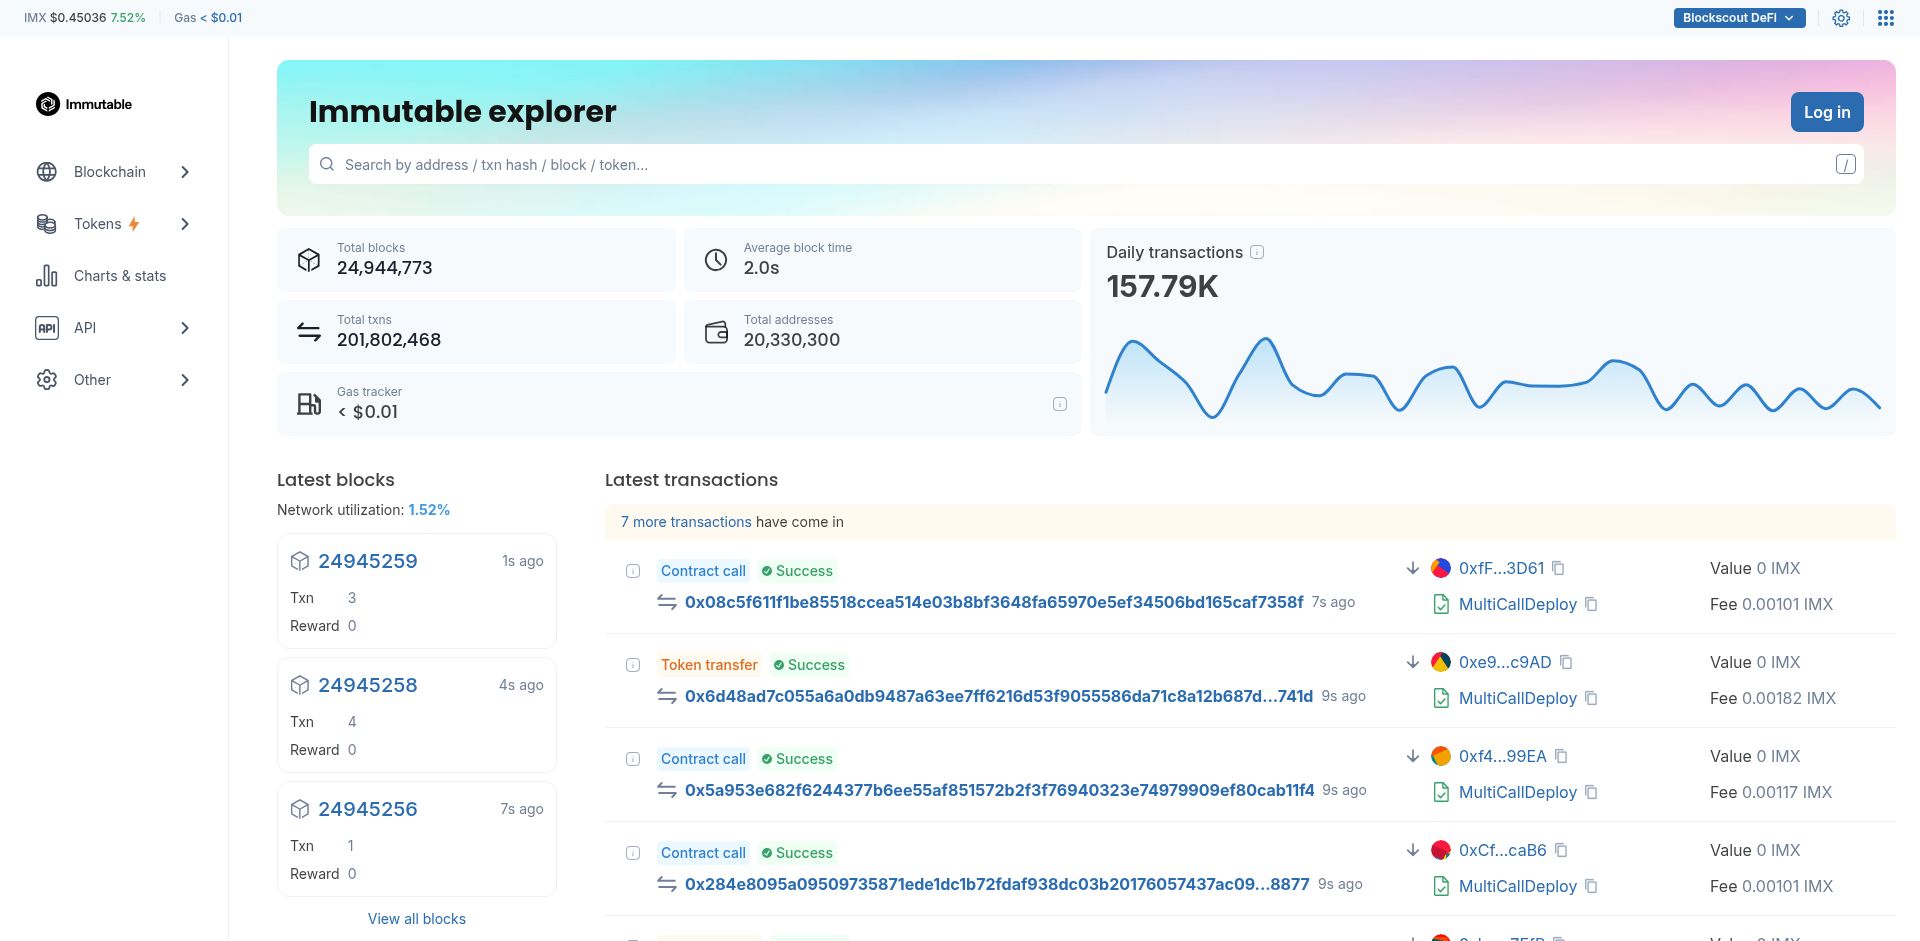 IMX $0.45036 7.52% Gas < $0.01
Blockscout DeFi
Immutable
Blockchain
Tokens
Charts & stats
API
API
Other
Immutable explorer
Log in
Search by address / txn hash / block / token...
/
Total blocks
24,944,773
Average block time
2.0s
Total txns
201,802,468
Total addresses
20,330,300
Gas tracker
< $0.01
Daily transactions
157.79K
Latest blocks
Network utilization: 1.52%
24945259 1s ago
Txn 3
Reward 0
24945258 4s ago
Txn 4
Reward 0
24945256 7s ago
Txn 1
Reward 0
View all blocks
Latest transactions
7 more transactions have come in
Contract call Success
0x08c5f611f1be85518ccea514e03b8bf3648fa65970e5ef34506bd165caf7358f 7s ago
0xfF...3D61
MultiCallDeploy
Value 0 IMX
Fee 0.00101 IMX
Token transfer Success
0x6d48ad7c055a6a0db9487a63ee7ff6216d53f9055586da71c8a12b687d...741d 9s ago
0xe9...c9AD
MultiCallDeploy
Value 0 IMX
Fee 0.00182 IMX
Contract call Success
0x5a953e682f6244377b6ee55af851572b2f3f76940323e74979909ef80cab11f4 9s ago
0xf4...99EA
MultiCallDeploy
Value 0 IMX
Fee 0.00117 IMX
Contract call Success
0x284e8095a09509735871ede1dc1b72fdaf938dc03b20176057437ac09...8877 9s ago
0xCf...caB6
MultiCallDeploy
Value 0 IMX
Fee 0.00101 IMX